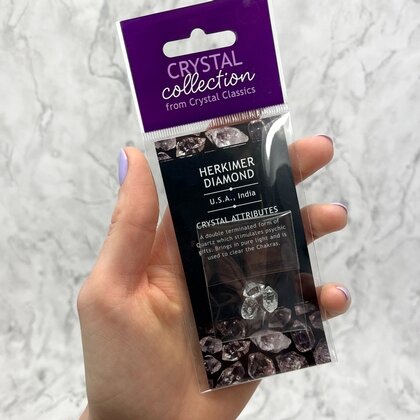 CRYSTAL
collection
from Crystal Classics
HERKIMER
DIAMOND
U.S.A., India
CRYSTAL ATTRIBUTES
A double terminated form of
Quartz which stimulates psychic
gifts. Brings in pure light and is
used to clear the Chakras.